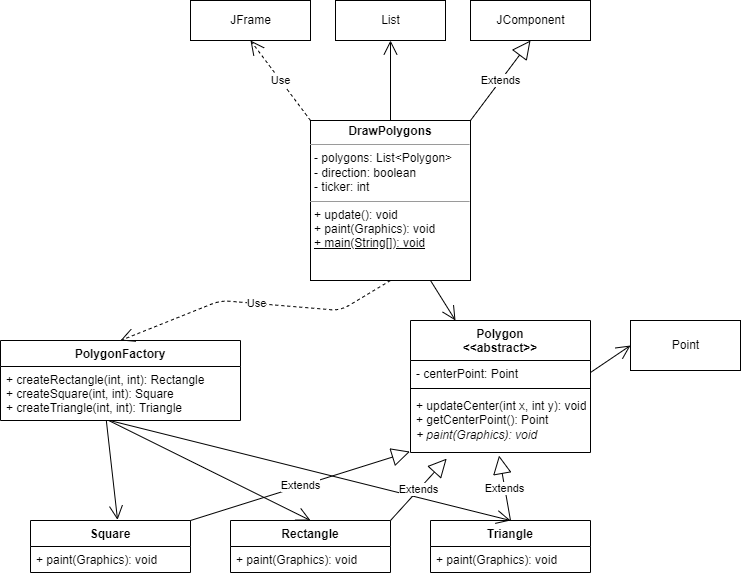 JFrame
List
JComponent
Use
Extends
DrawPolygons
- polygons: List<Polygon>
- direction: boolean
- ticker: int
+ update(): void
+ paint(Graphics): void
+ main(String[]): void
Use
Polygon
<<abstract>>
- centerPoint: Point
+ updateCenter(int x, int y): void
+ getCenterPoint(): Point
+ paint(Graphics): void
Point
PolygonFactory
+ createRectangle(int, int): Rectangle
+ createSquare(int, int): Square
+ createTriangle(int, int): Triangle
Extends
Extends
Extends
Square
+ paint(Graphics): void
Rectangle
+ paint(Graphics): void
Triangle
+ paint(Graphics): void